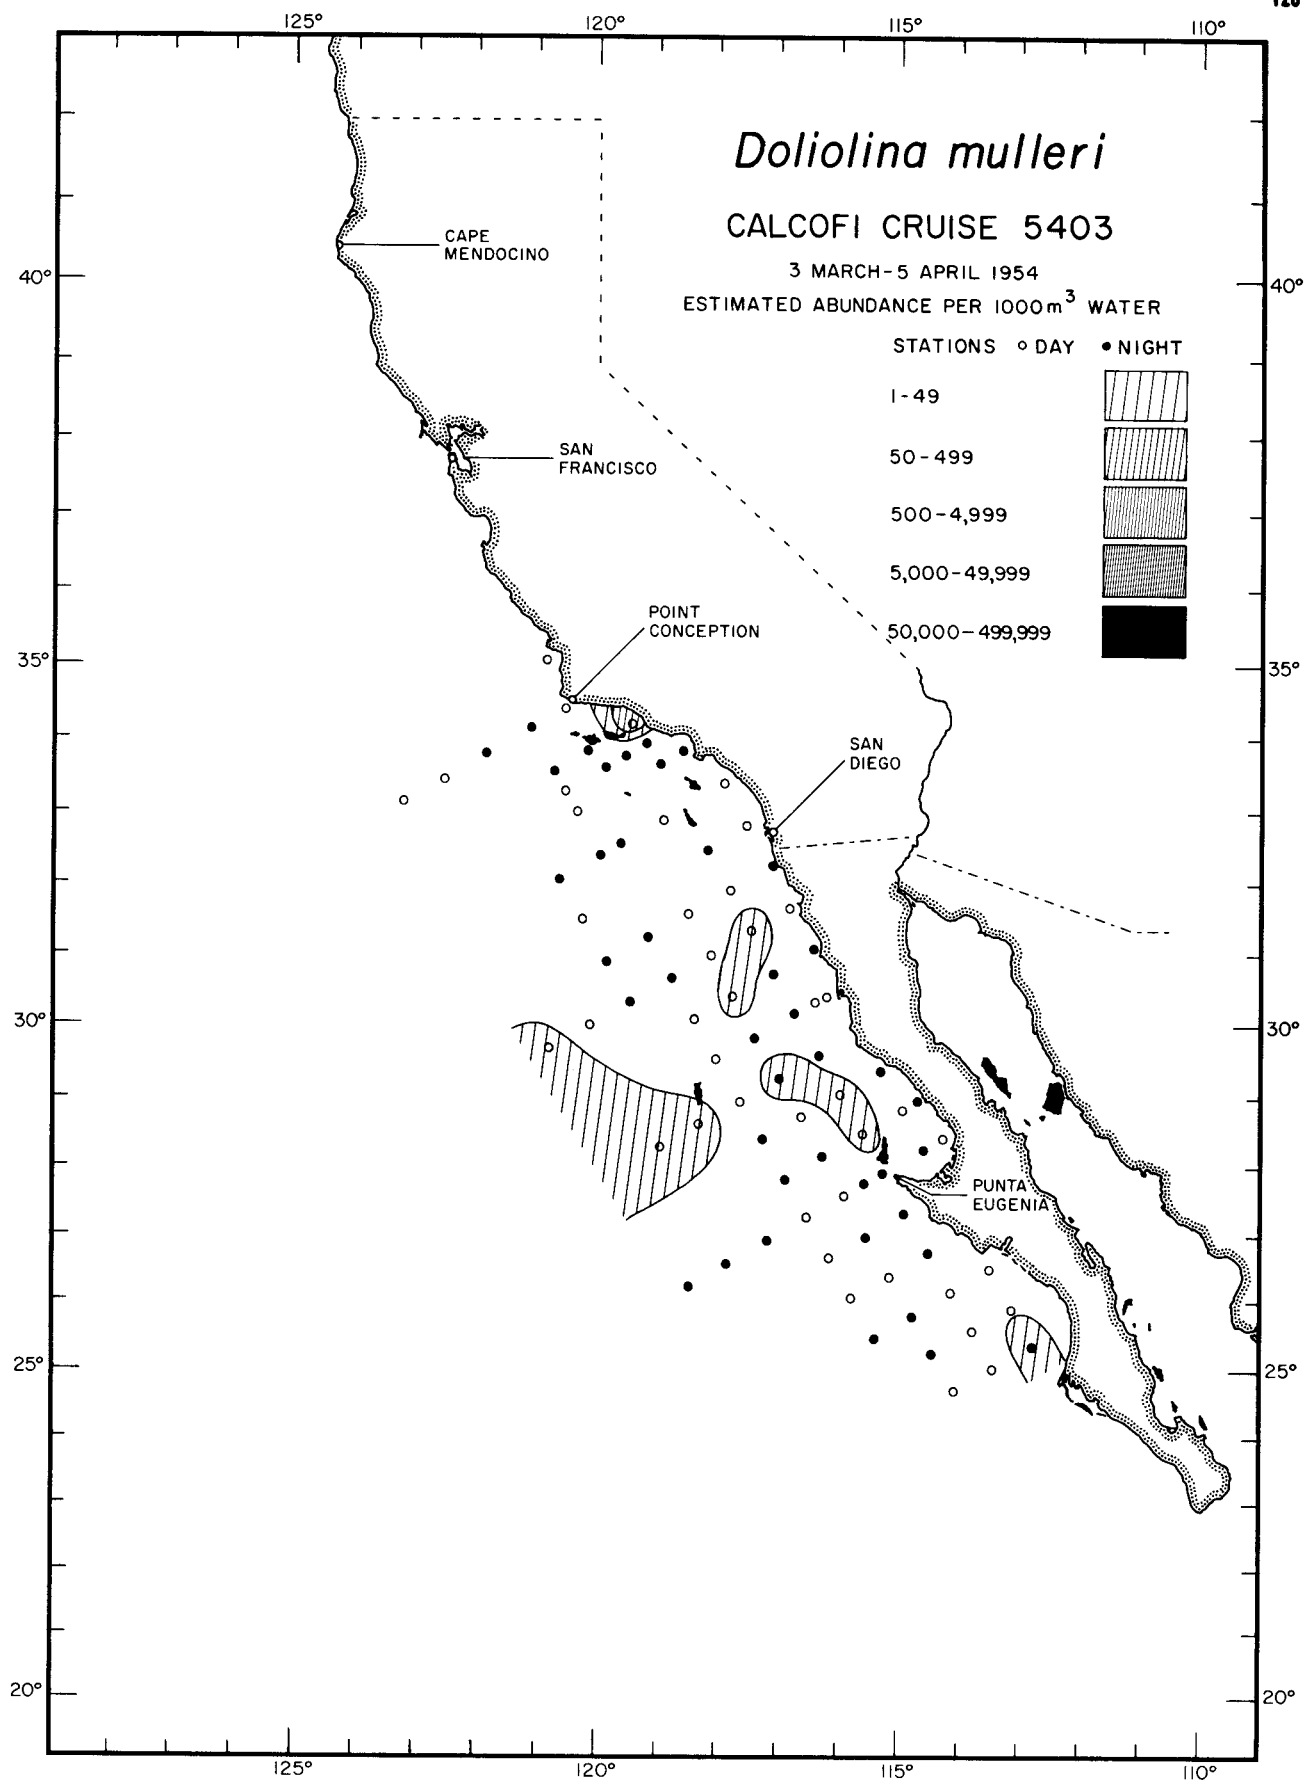 125° 120° 115° 110°
Doliolina mulleri
CALCOFI CRUISE 5403
3 MARCH-5 APRIL 1954
ESTIMATED ABUNDANCE PER 1000m³ WATER
STATIONS ○ DAY ● NIGHT
1-49
50-499
500-4,999
5,000-49,999
50,000-499,999
CAPE
MENDOCINO
40° 40°
SAN
FRANCISCO
POINT
CONCEPTION
35° 35°
SAN
DIEGO
30° 30°
PUNTA
EUGENIA
25° 25°
20° 20°
125° 120° 115° 110°